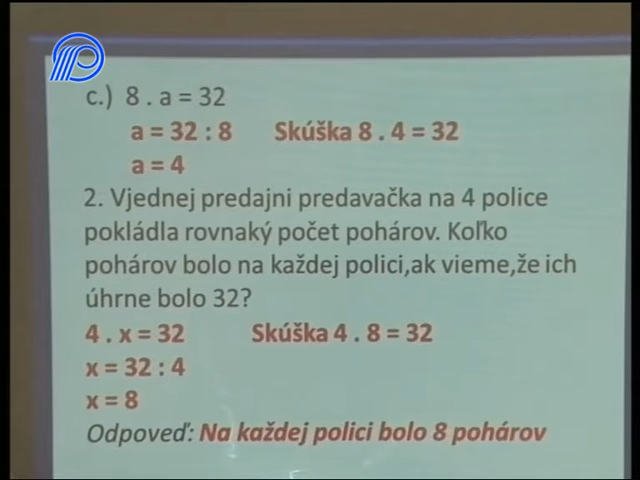 c.) 8 . a = 32
a = 32 : 8 Skúška 8 . 4 = 32
a = 4
2. Vjednej predajni predavačka na 4 police
pokládla rovnaký počet pohárov. Koľko
pohárov bolo na každej polici,ak vieme,že ich
úhrne bolo 32?
4 . x = 32 Skúška 4 . 8 = 32
x = 32 : 4
x = 8
Odpoveď: Na každej polici bolo 8 pohárov